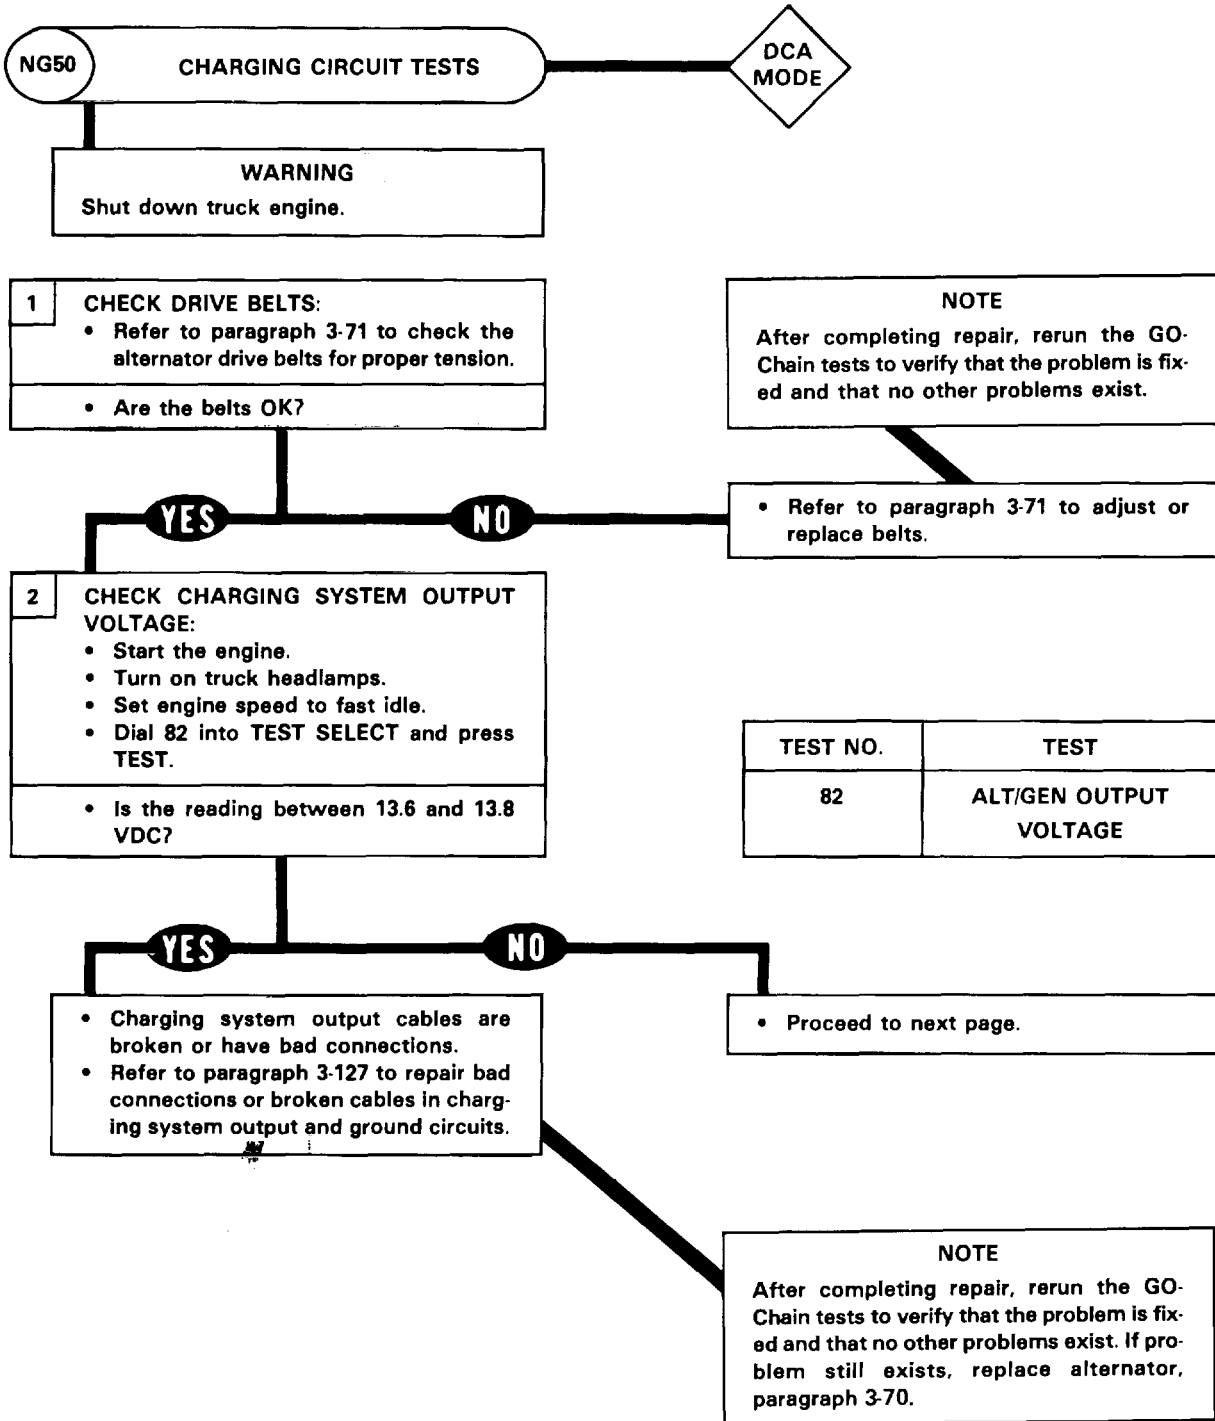 NG50
CHARGING CIRCUIT TESTS
DCA
MODE
WARNING
Shut down truck engine.
1
CHECK DRIVE BELTS:
• Refer to paragraph 3-71 to check the
alternator drive belts for proper tension.
• Are the belts OK?
NOTE
After completing repair, rerun the GO-
Chain tests to verify that the problem is fix-
ed and that no other problems exist.
YES
NO
• Refer to paragraph 3-71 to adjust or
replace belts.
2
CHECK CHARGING SYSTEM OUTPUT
VOLTAGE:
• Start the engine.
• Turn on truck headlamps.
• Set engine speed to fast idle.
• Dial 82 into TEST SELECT and press
TEST.
• Is the reading between 13.6 and 13.8
VDC?
TEST NO.
TEST
82
ALT/GEN OUTPUT
VOLTAGE
YES
NO
• Charging system output cables are
broken or have bad connections.
• Refer to paragraph 3-127 to repair bad
connections or broken cables in charg-
ing system output and ground circuits.
• Proceed to next page.
NOTE
After completing repair, rerun the GO-
Chain tests to verify that the problem is fix-
ed and that no other problems exist. If pro-
blem still exists, replace alternator,
paragraph 3-70.